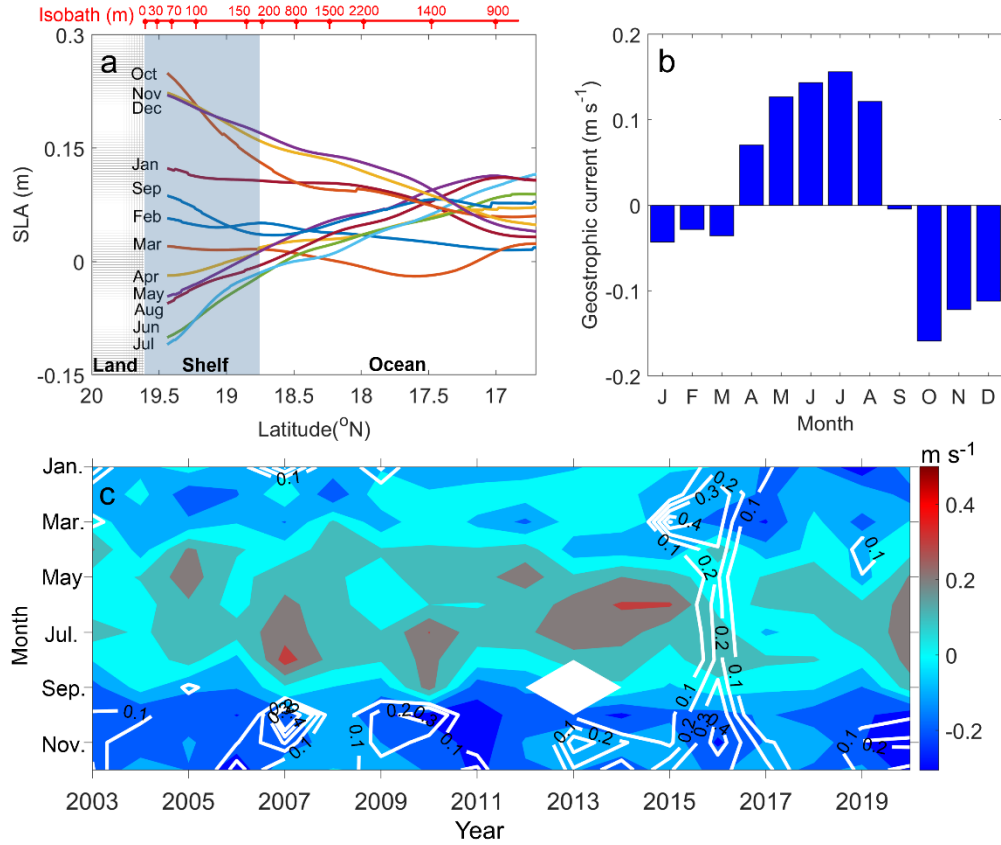 Isobath (m) 0 30 70 100 150 200 800 1500 2200 1400 900
a
0.3
0.15
0
-0.15
SLA (m)
Oct
Nov
Dec
Jan
Sep
Feb
Mar
Apr
May
Aug
Jun
Jul
Land Shelf Ocean
20 19.5 19 18.5 18 17.5 17
Latitude(°N)
b
0.2
0.1
0
-0.1
-0.2
Geostrophic current (m s⁻¹)
J F M A M J J A S O N D
Month
c
Jan.
Mar.
May
Jul.
Sep.
Nov.
Month
0.1
0.1
0.2
0.3
0.4
0.1
0.2
0.1
0.1
0.2
0.2
0.1
0.1
0.1
0.1
0.2
0.3
0.1
0.1
0.2
0.2
0.3
0.4
0.1
0.1
0.2
2003 2005 2007 2009 2011 2013 2015 2017 2019
Year
m s⁻¹
0.4
0.2
0
-0.2